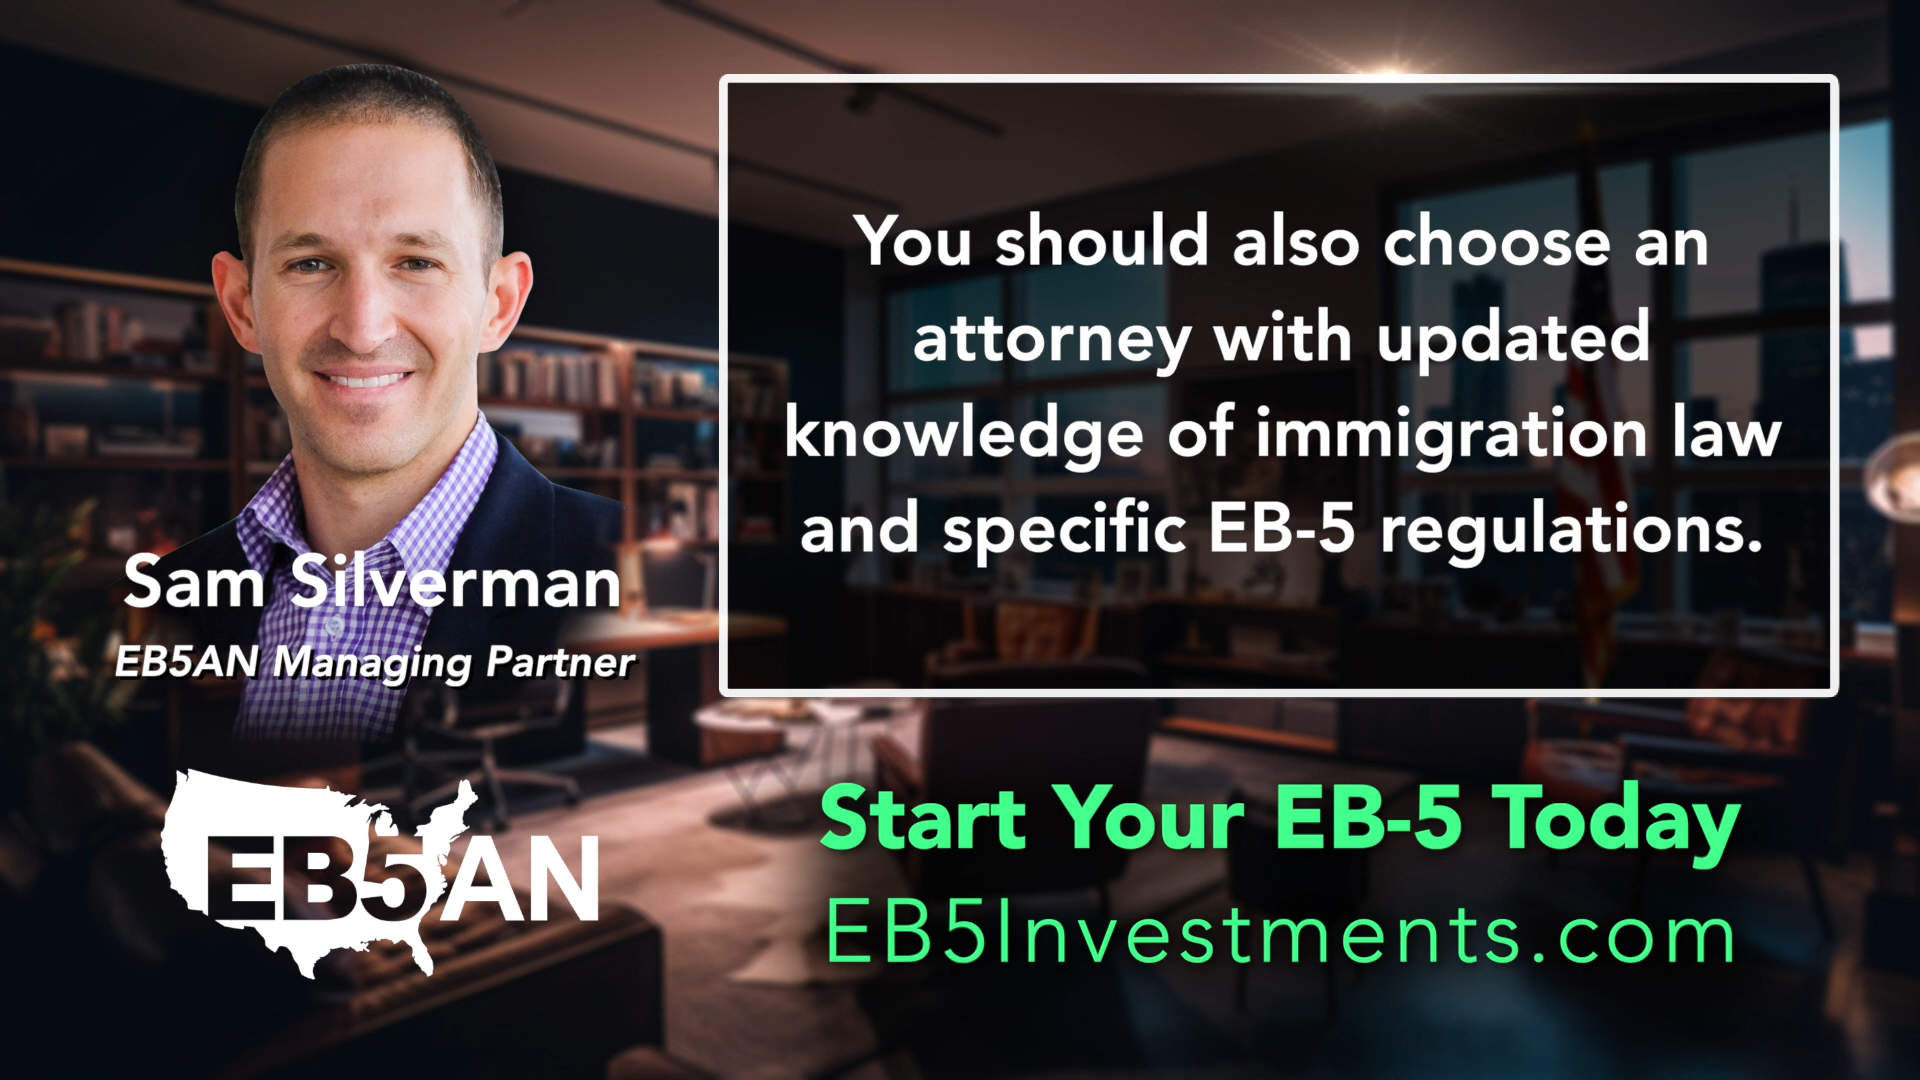 Sam Silverman
EB5AN Managing Partner
EB5AN
You should also choose an
attorney with updated
knowledge of immigration law
and specific EB-5 regulations.
Start Your EB-5 Today
EB5Investments.com